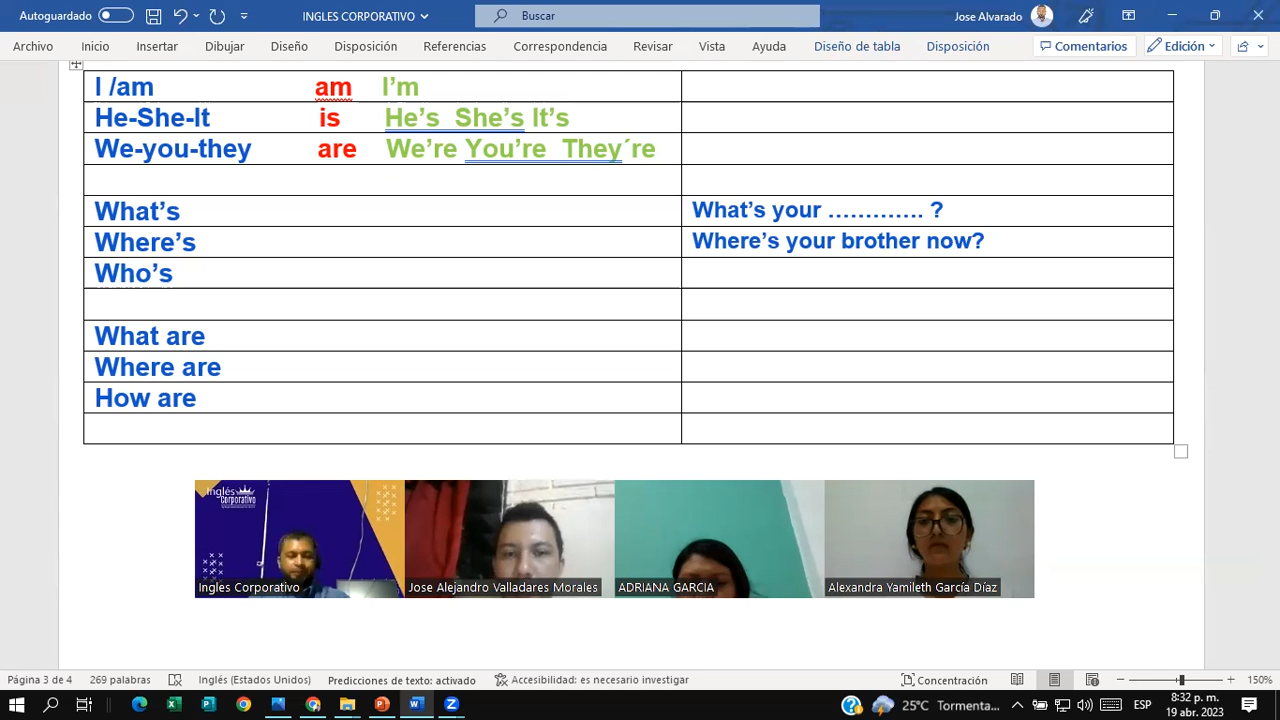 Autoguardado INGLES CORPORATIVO Buscar Jose Alvarado
Archivo Inicio Insertar Dibujar Diseño Disposición Referencias Correspondencia Revisar Vista Ayuda Diseño de tabla Disposición Comentarios Edición
I /am am I’m
He-She-It is He’s She’s It’s
We-you-they are We’re You’re They´re
What’s What’s your …………. ?
Where’s Where’s your brother now?
Who’s
What are
Where are
How are
Inglés
Corporativo
Ingles Corporativo Jose Alejandro Valladares Morales ADRIANA GARCIA Alexandra Yamileth García Díaz
Página 3 de 4 269 palabras Inglés (Estados Unidos) Predicciones de texto: activado Accesibilidad: es necesario investigar Concentración 150%
25°C Tormenta... ESP 8:32 p. m.
19 abr. 2023